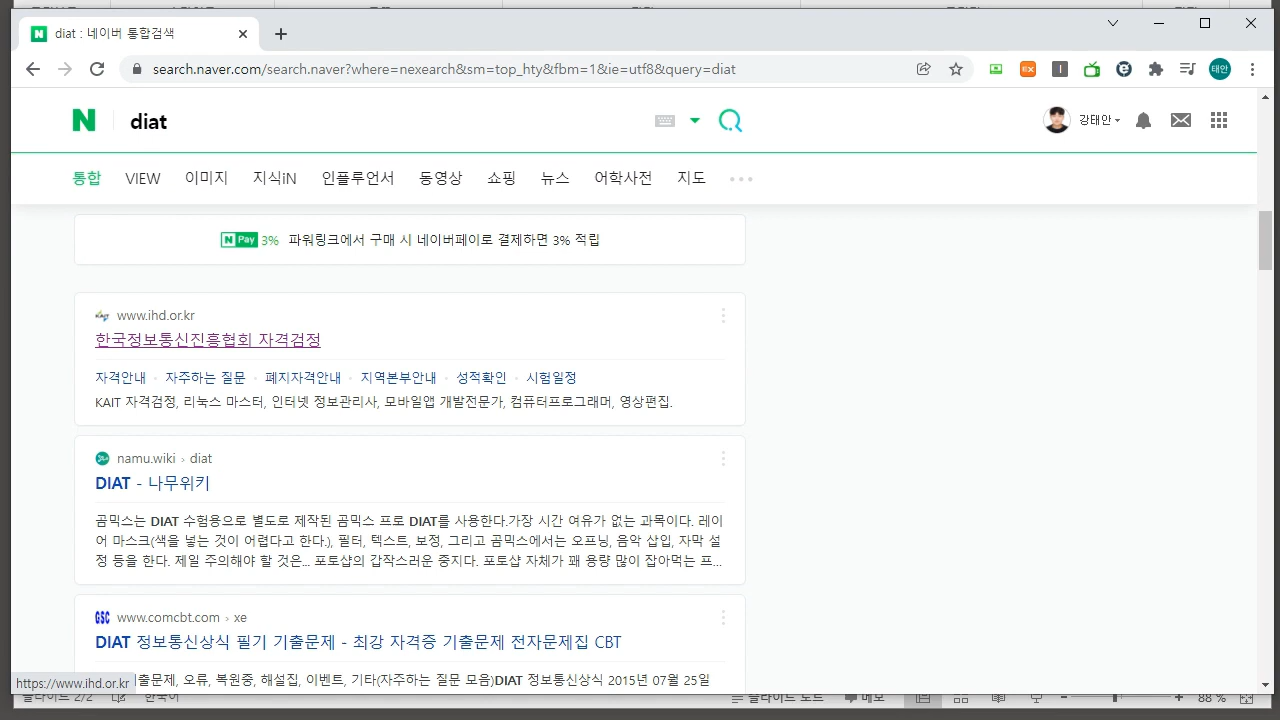 diat : 네이버 통합검색
search.naver.com/search.naver?where=nexearch&sm=top_hty&fbm=1&ie=utf8&query=diat
태안
N diat
강태안
통합 VIEW 이미지 지식iN 인플루언서 동영상 쇼핑 뉴스 어학사전 지도
N Pay 3% 파워링크에서 구매 시 네이버페이로 결제하면 3% 적립
www.ihd.or.kr
한국정보통신진흥협회 자격검정
자격안내 · 자주하는 질문 · 폐지자격안내 · 지역본부안내 · 성적확인 · 시험일정
KAIT 자격검정, 리눅스 마스터, 인터넷 정보관리사, 모바일앱 개발전문가, 컴퓨터프로그래머, 영상편집.
namu.wiki › diat
DIAT - 나무위키
곰믹스는 DIAT 수험용으로 별도로 제작된 곰믹스 프로 DIAT를 사용한다.가장 시간 여유가 없는 과목이다. 레이
어 마스크(색을 넣는 것이 어렵다고 한다.), 필터, 텍스트, 보정, 그리고 곰믹스에서는 오프닝, 음악 삽입, 자막 설
정 등을 한다. 제일 주의해야 할 것은... 포토샵의 갑작스러운 중지다. 포토샵 자체가 꽤 용량 많이 잡아먹는 프...
GSC www.comcbt.com › xe
DIAT 정보통신상식 필기 기출문제 - 최강 자격증 기출문제 전자문제집 CBT
출문제, 오류, 복원중, 해설집, 이벤트, 기타(자주하는 질문 모음)DIAT 정보통신상식 2015년 07월 25일
https://www.ihd.or.kr
슬라이드 2/2 한국어 슬라이드 노트 메모 88 %